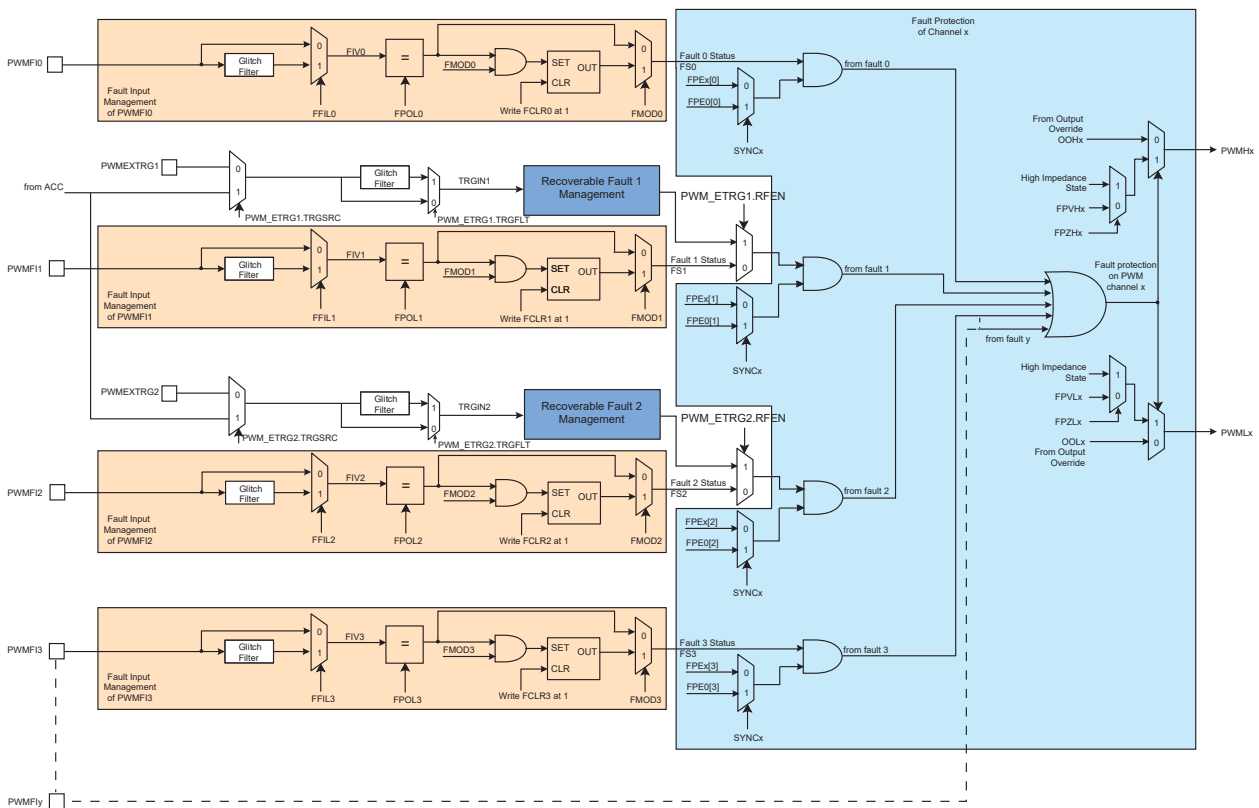 Fault Protection
of Channel x
PWMFI0
Glitch
Filter
0
1
FIV0
=
FMOD0
SET
OUT
CLR
0
1
Fault Input
Management
of PWMFI0
FFIL0
FPOL0
Write FCLR0 at 1
FMOD0
Fault 0 Status
FS0
FPEx[0]
FPE0[0]
0
1
SYNCx
from fault 0
PWMEXTRG1
from ACC
0
1
PWM_ETRG1.TRGSRC
Glitch
Filter
1
0
TRGIN1
PWM_ETRG1.TRGFLT
Recoverable Fault 1
Management
PWM_ETRG1.RFEN
1
0
PWMFI1
Glitch
Filter
0
1
FIV1
=
FMOD1
SET
OUT
CLR
0
1
Fault Input
Management
of PWMFI1
FFIL1
FPOL1
Write FCLR1 at 1
FMOD1
Fault 1 Status
FS1
FPEx[1]
FPE0[1]
0
1
SYNCx
from fault 1
PWMEXTRG2
0
1
PWM_ETRG2.TRGSRC
Glitch
Filter
1
0
TRGIN2
PWM_ETRG2.TRGFLT
Recoverable Fault 2
Management
PWM_ETRG2.RFEN
1
0
PWMFI2
Glitch
Filter
0
1
FIV2
=
FMOD2
SET
OUT
CLR
0
1
Fault Input
Management
of PWMFI2
FFIL2
FPOL2
Write FCLR2 at 1
FMOD2
Fault 2 Status
FS2
FPEx[2]
FPE0[2]
0
1
SYNCx
from fault 2
PWMFI3
Glitch
Filter
0
1
FIV3
=
FMOD3
SET
OUT
CLR
0
1
Fault Input
Management
of PWMFI3
FFIL3
FPOL3
Write FCLR3 at 1
FMOD3
Fault 3 Status
FS3
FPEx[3]
FPE0[3]
0
1
SYNCx
from fault 3
from fault y
Fault protection
on PWM
channel x
From Output
Override
OOHx
0
1
PWMHx
High Impedance
State
FPVHx
1
0
FPZHx
High Impedance
State
FPVLx
1
0
FPZLx
OOLx
From Output
Override
1
0
PWMLx
PWMFIy